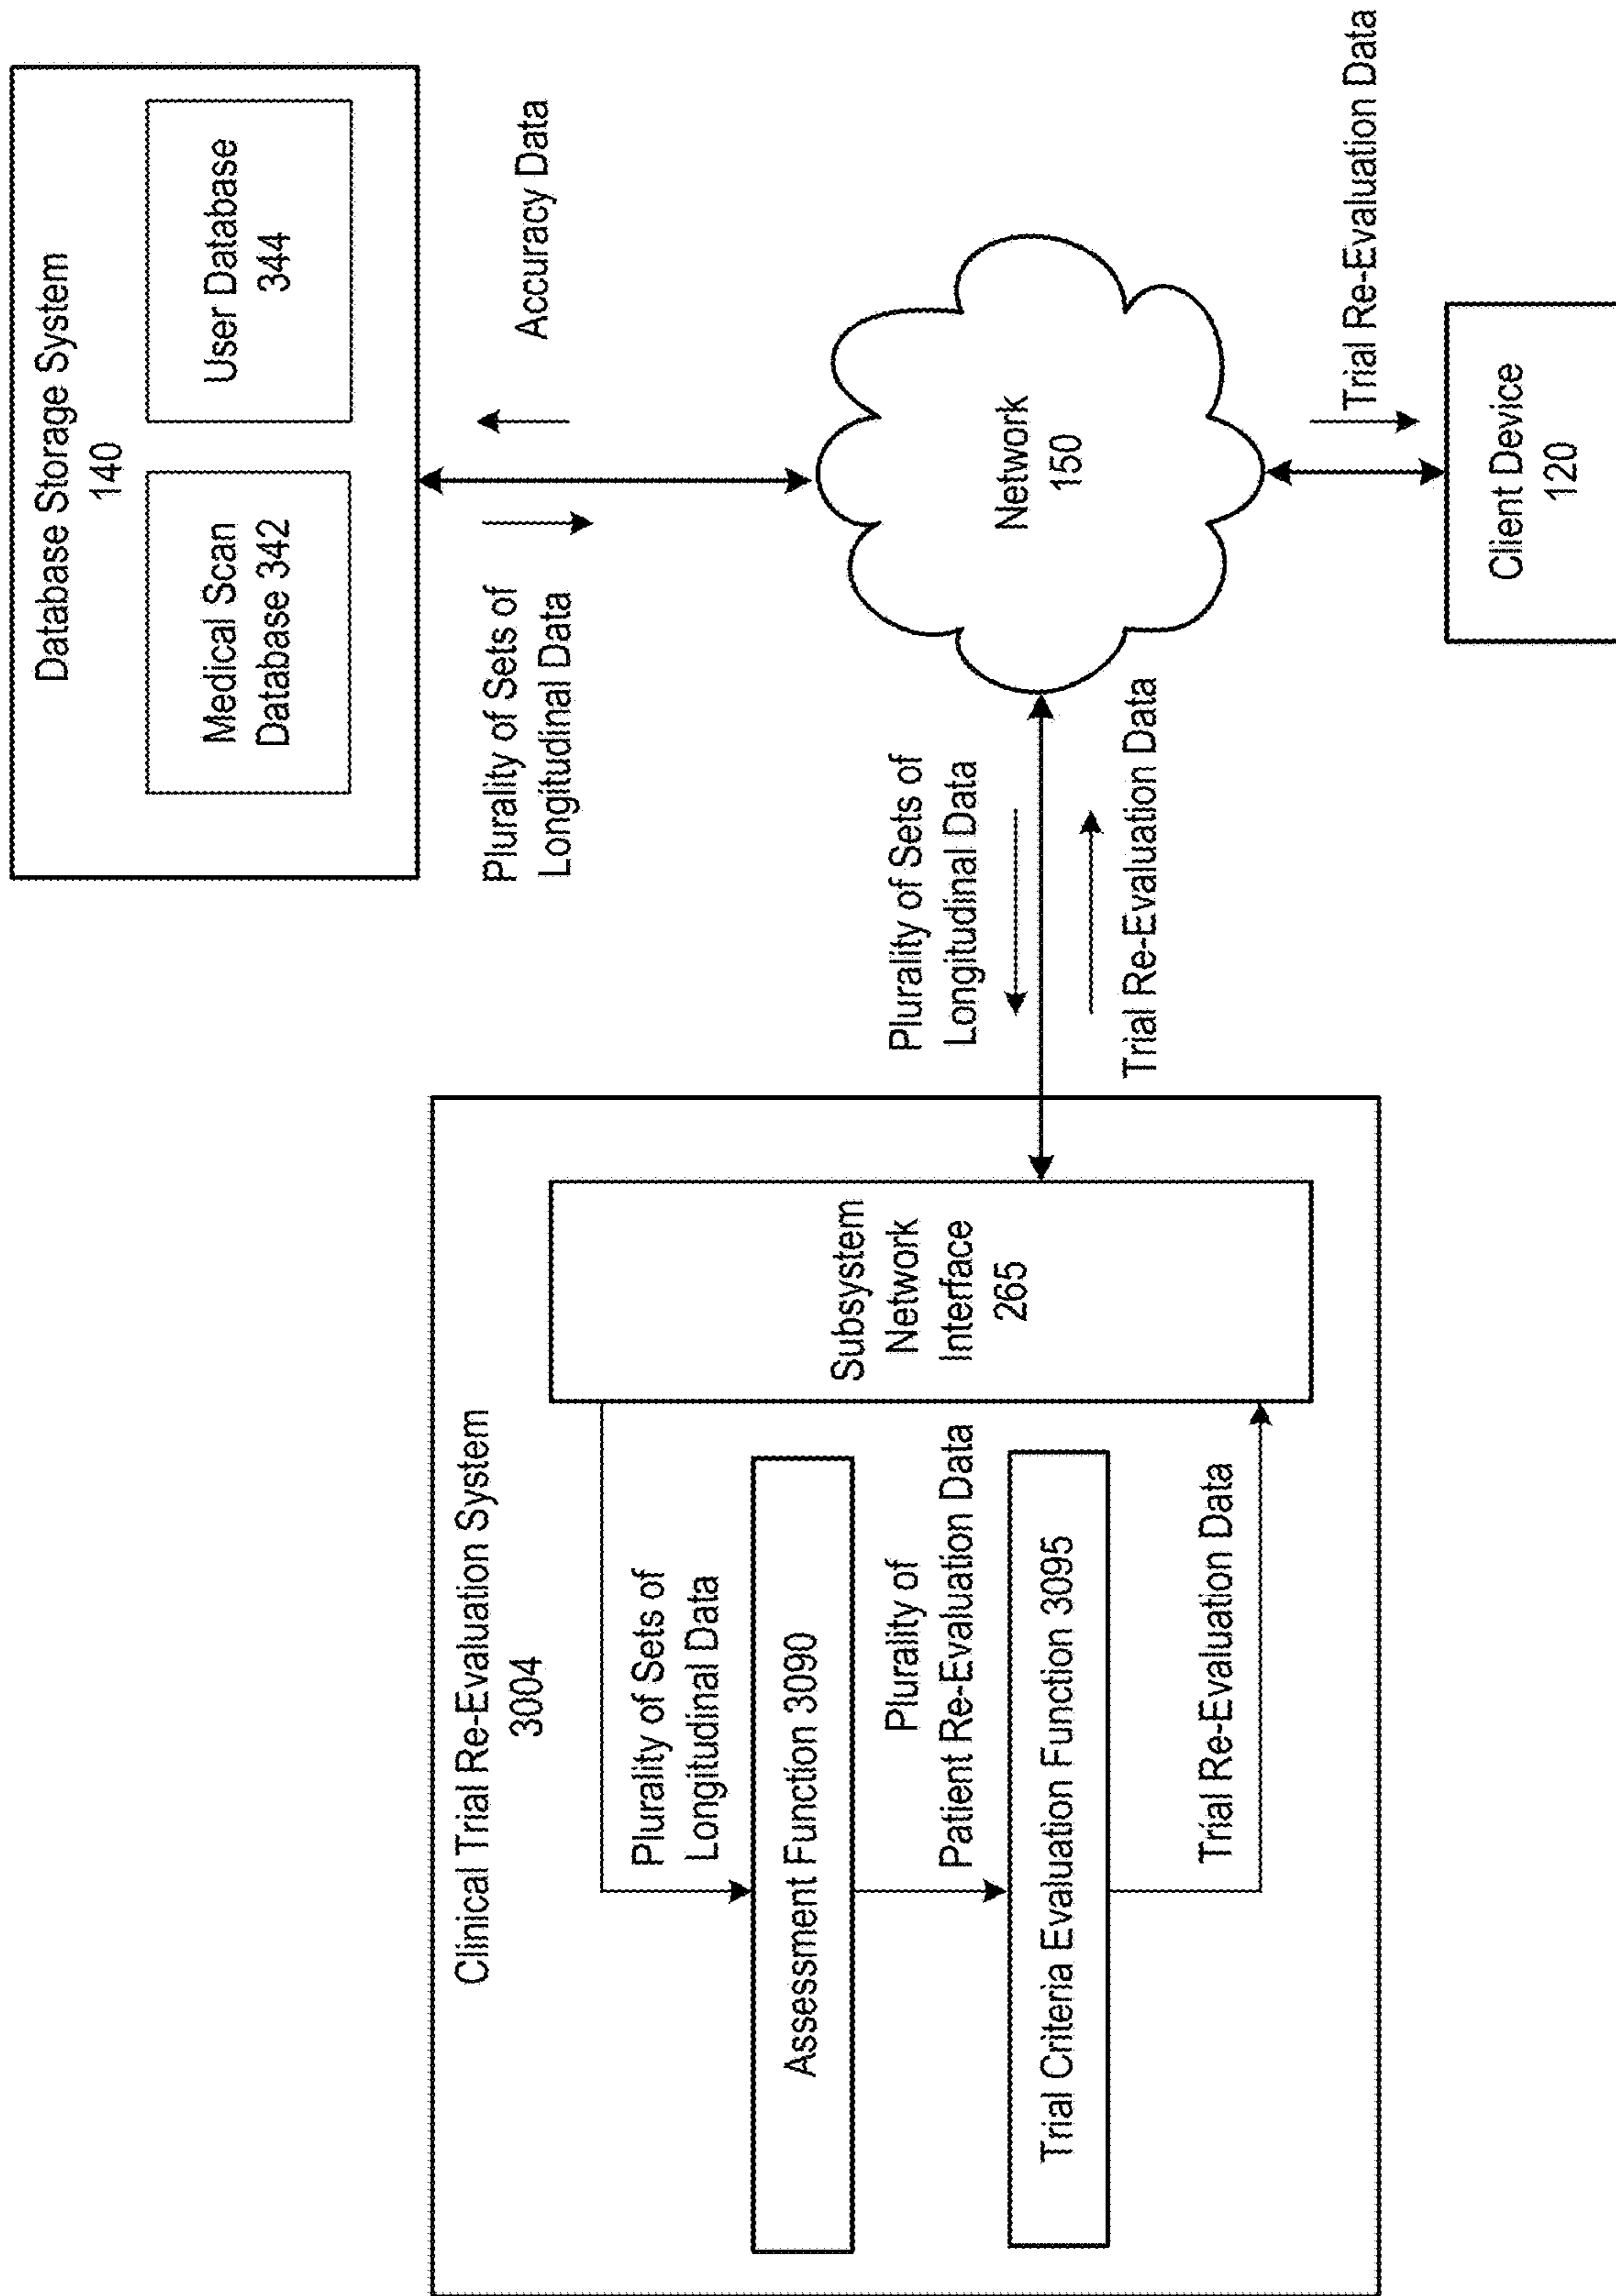 Clinical Trial Re-Evaluation System
3004
Plurality of Sets of
Longitudinal Data
Assessment Function 3090
Plurality of
Patient Re-Evaluation Data
Trial Criteria Evaluation Function 3095
Trial Re-Evaluation Data
Subsystem
Network
Interface
265
Plurality of Sets of
Longitudinal Data
Trial Re-Evaluation Data
Database Storage System
140
Medical Scan
Database 342
User Database
344
Plurality of Sets of
Longitudinal Data
Accuracy Data
Network
150
Trial Re-Evaluation Data
Client Device
120